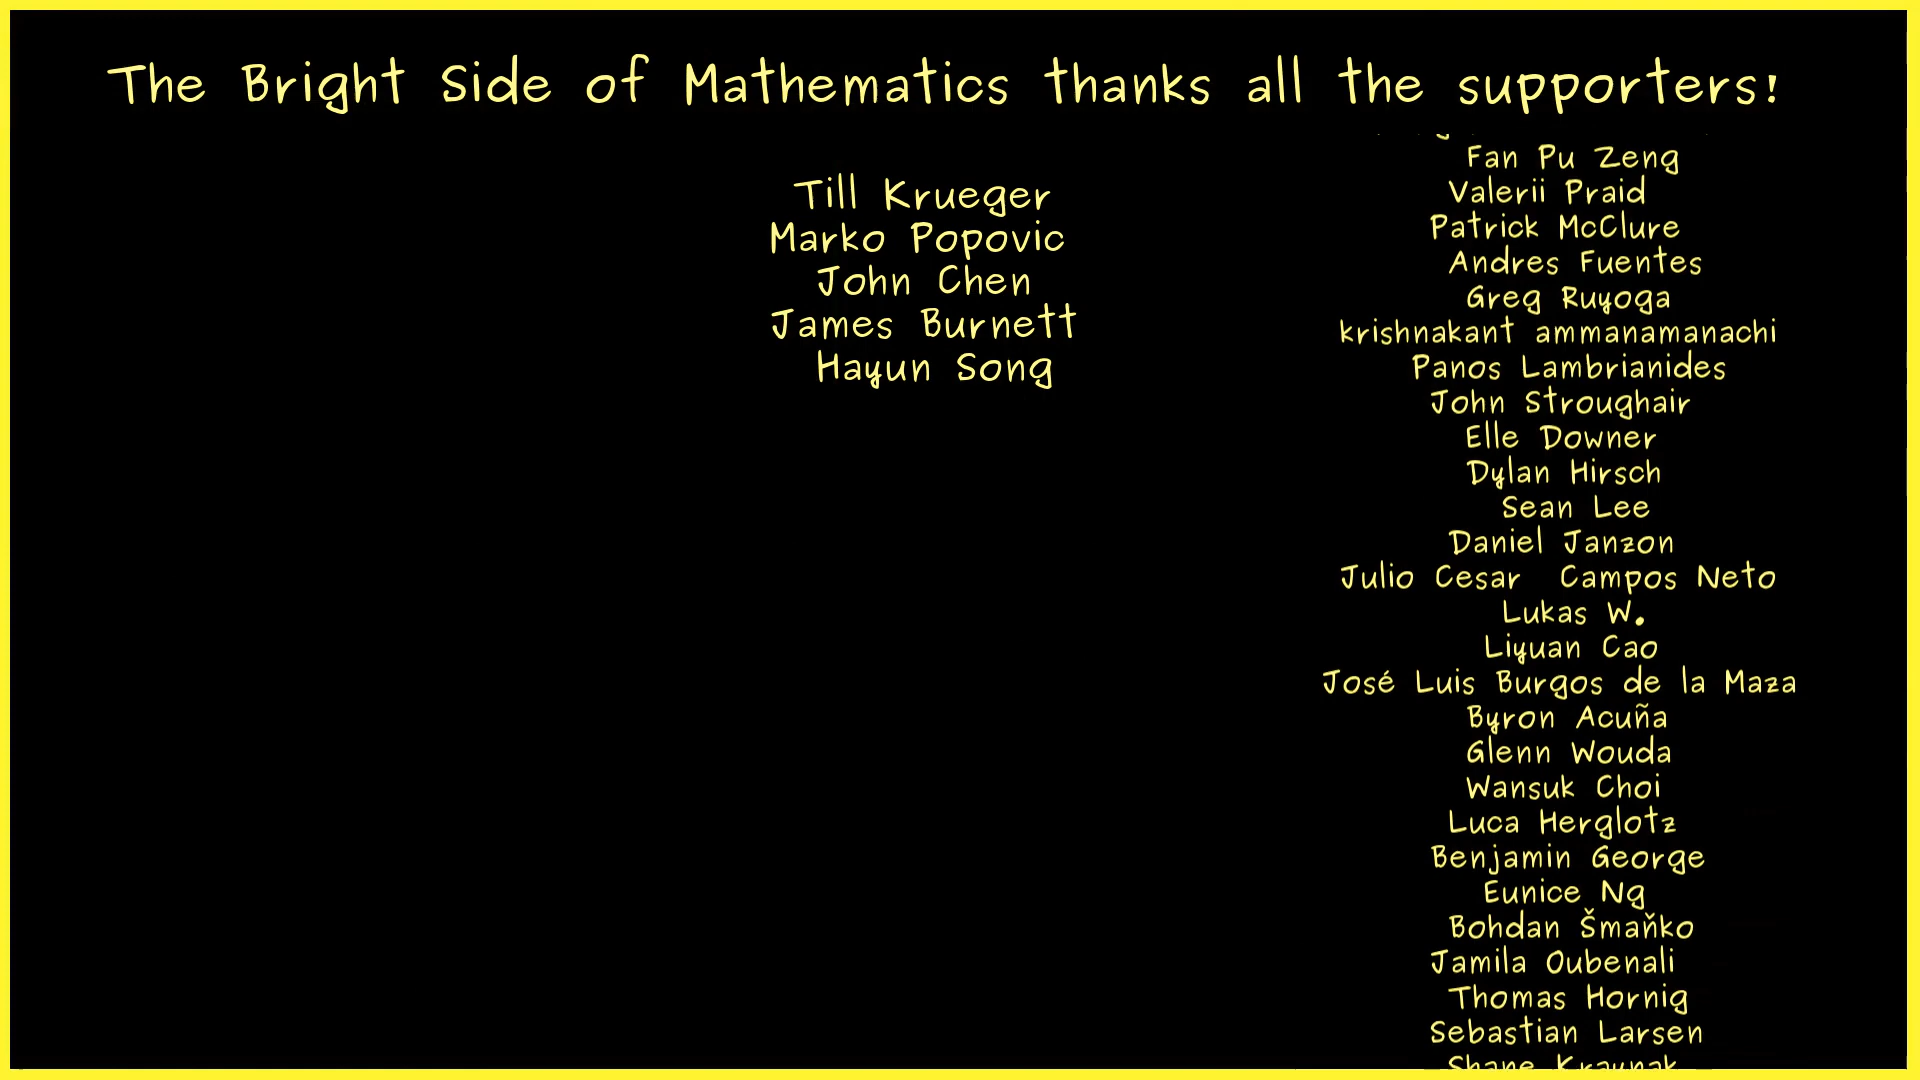 The Bright Side of Mathematics thanks all the supporters!
Till Krueger
Marko Popovic
John Chen
James Burnett
Hayun Song
Fan Pu Zeng
Valerii Praid
Patrick McClure
Andres Fuentes
Greg Ruyoga
krishnakant ammanamanachi
Panos Lambrianides
John Stroughair
Elle Downer
Dylan Hirsch
Sean Lee
Daniel Janzon
Julio Cesar Campos Neto
Lukas W.
Liyuan Cao
José Luis Burgos de la Maza
Byron Acuña
Glenn Wouda
Wansuk Choi
Luca Herglotz
Benjamin George
Eunice Ng
Bohdan Šmaňko
Jamila Oubenali
Thomas Hornig
Sebastian Larsen
Shane Kraunak